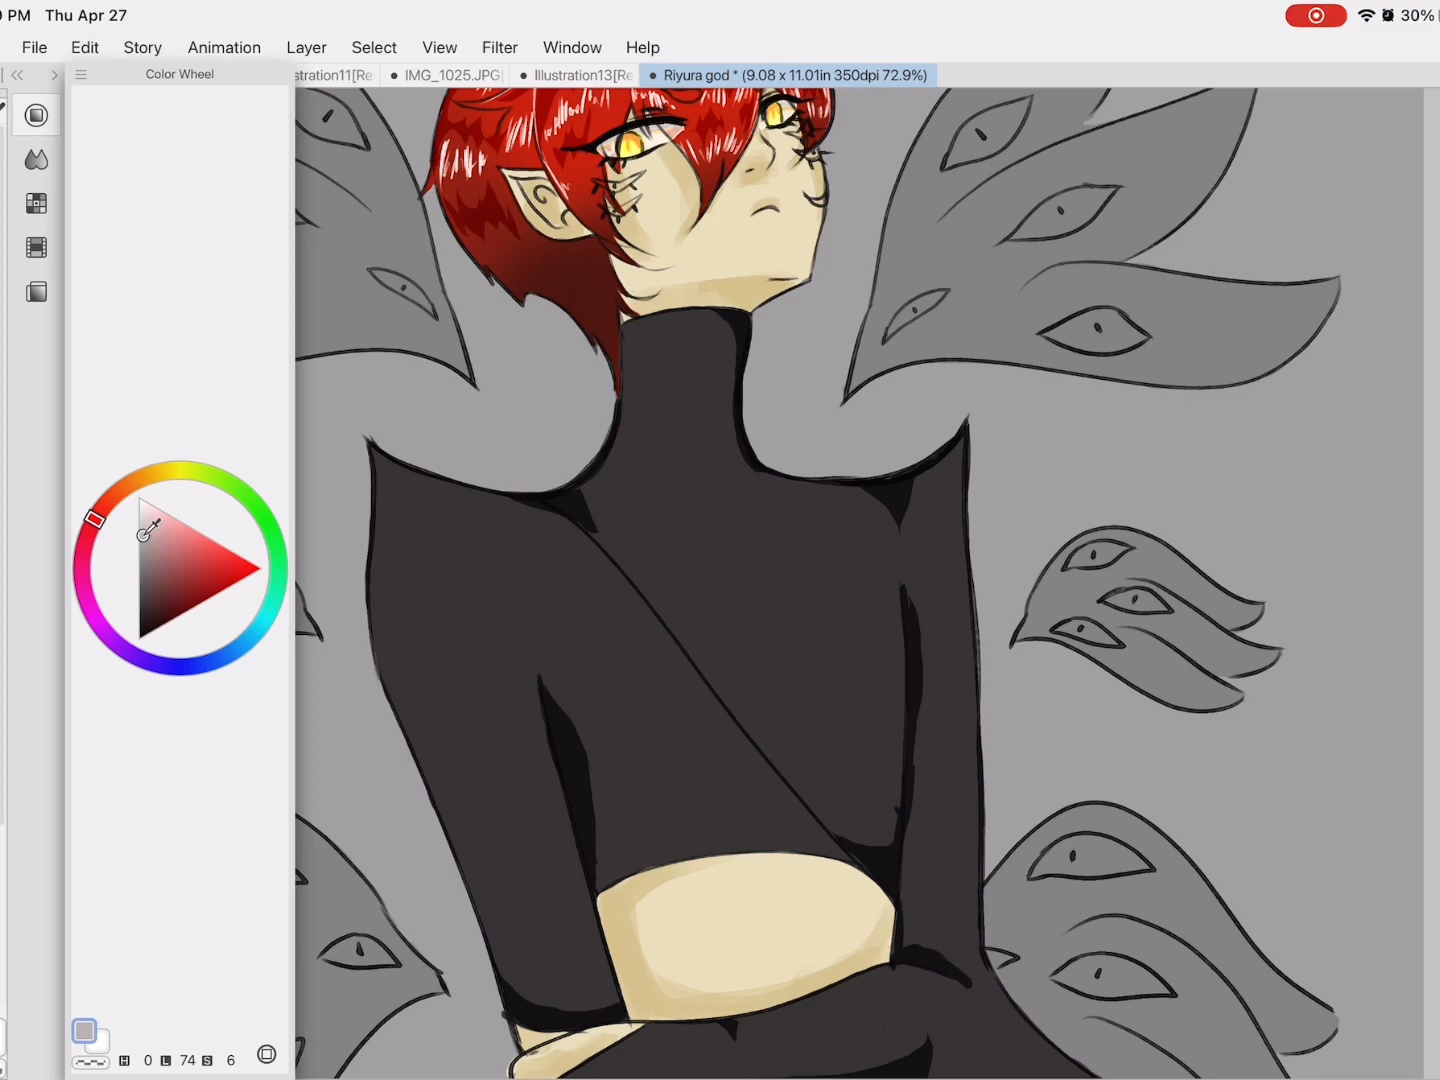 PM Thu Apr 27 30%
File Edit Story Animation Layer Select View Filter Window Help
Color Wheel stration11[Re IMG_1025.JPG Illustration13[Re Riyura god * (9.08 x 11.01in 350dpi 72.9%)
H 0 L 74 S 6